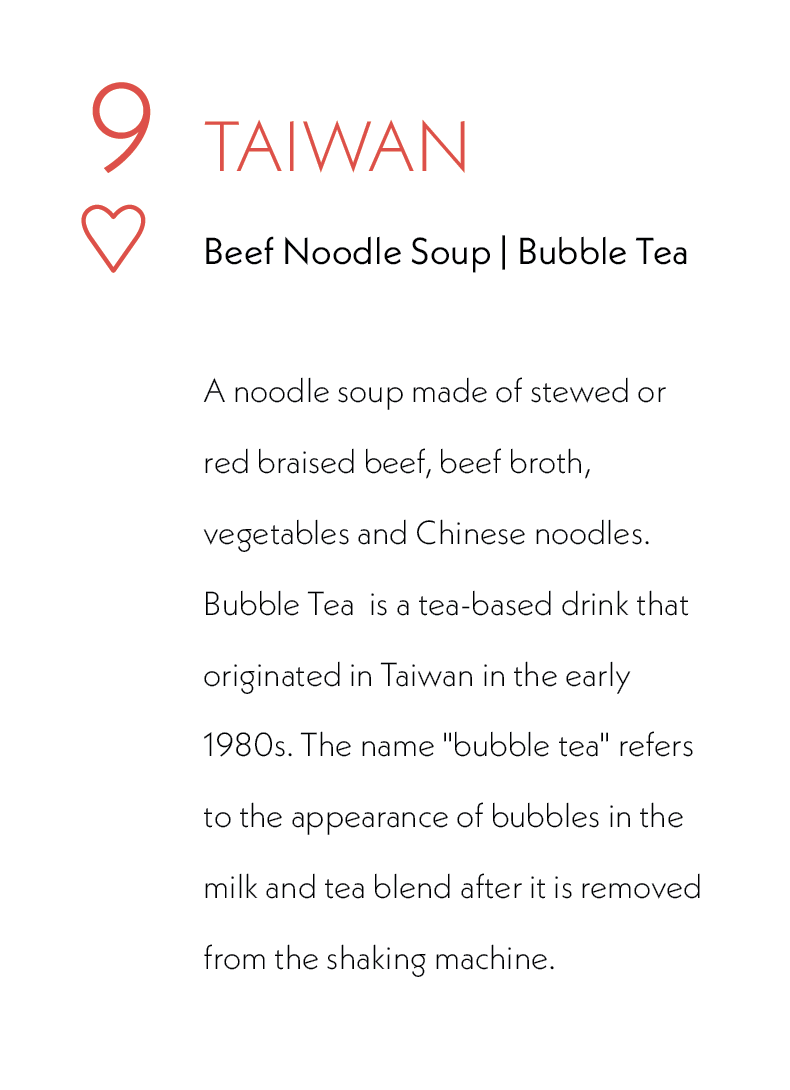 9 TAIWAN
Beef Noodle Soup | Bubble Tea
A noodle soup made of stewed or
red braised beef, beef broth,
vegetables and Chinese noodles.
Bubble Tea  is a tea-based drink that
originated in Taiwan in the early
1980s. The name "bubble tea" refers
to the appearance of bubbles in the
milk and tea blend after it is removed
from the shaking machine.